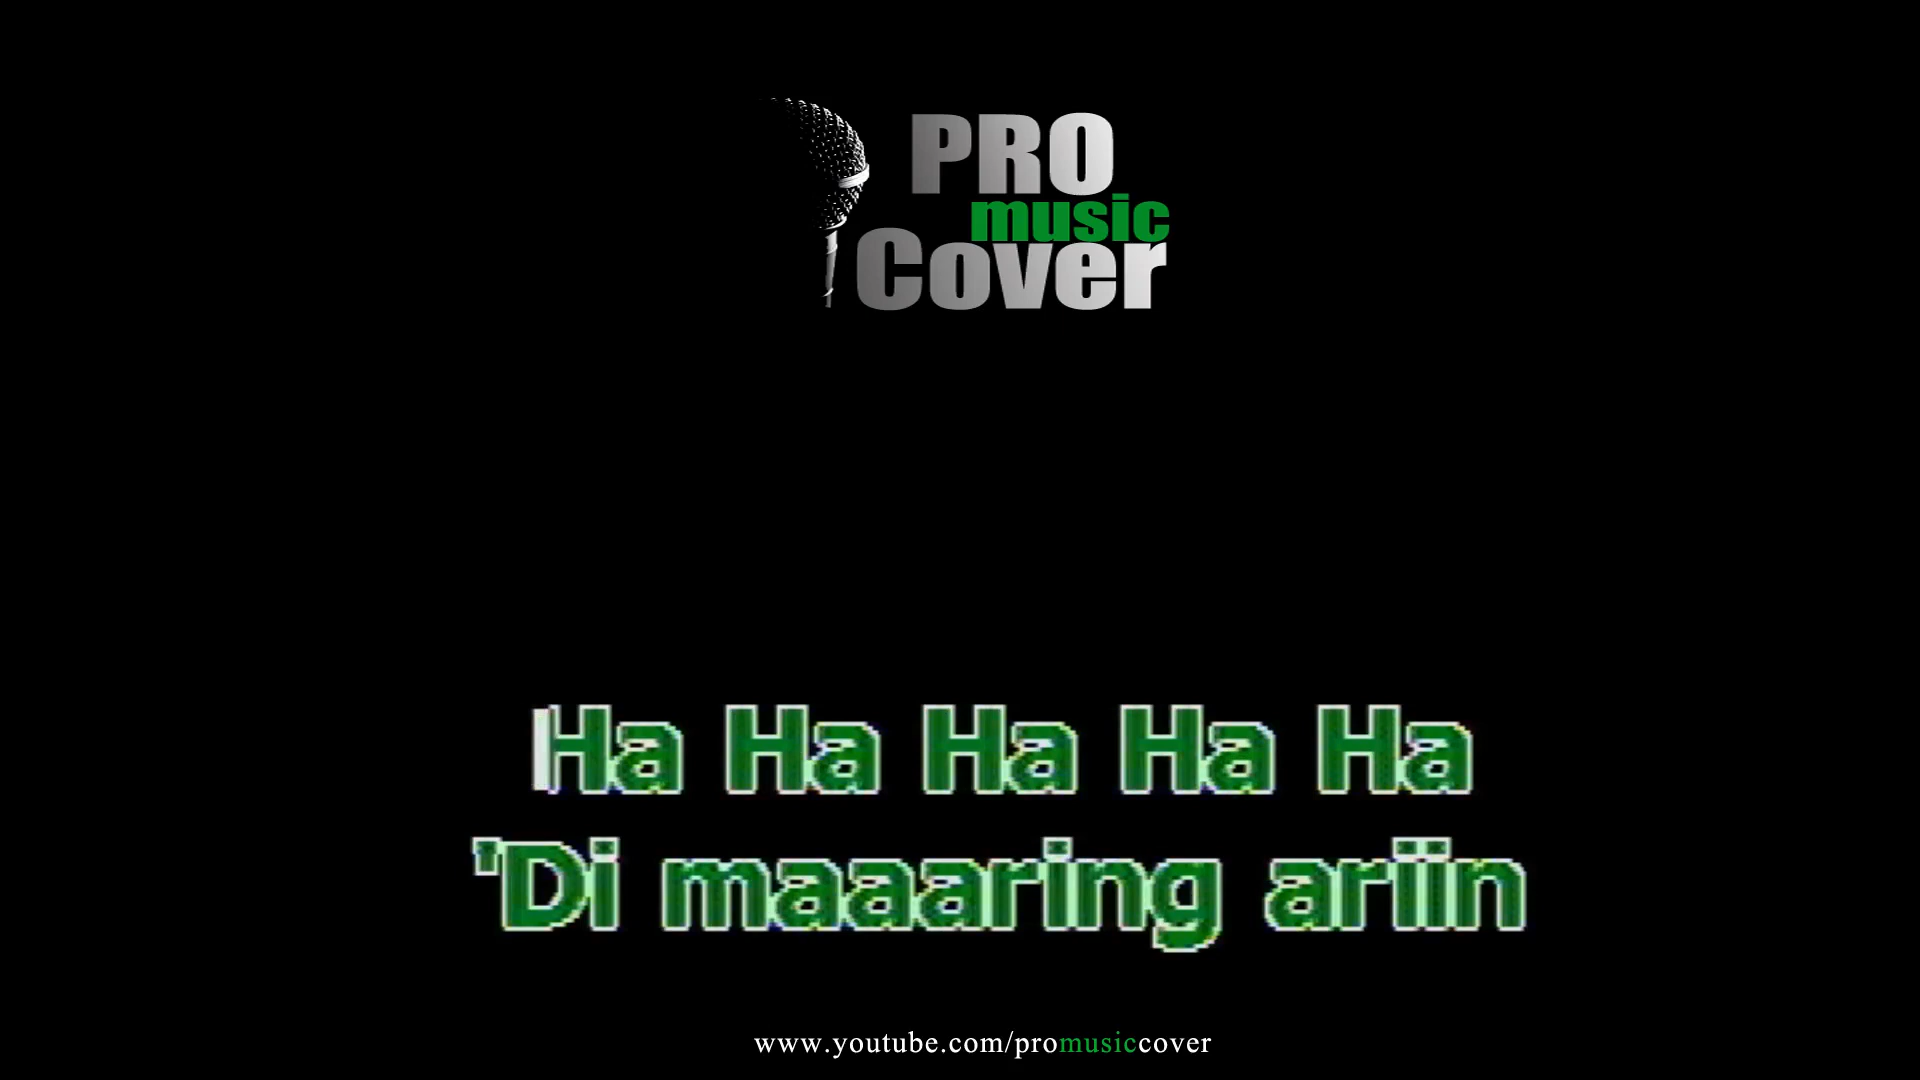 PRO
music
Cover
Ha Ha Ha Ha Ha
'Di maaaring ariin
www.youtube.com/promusiccover